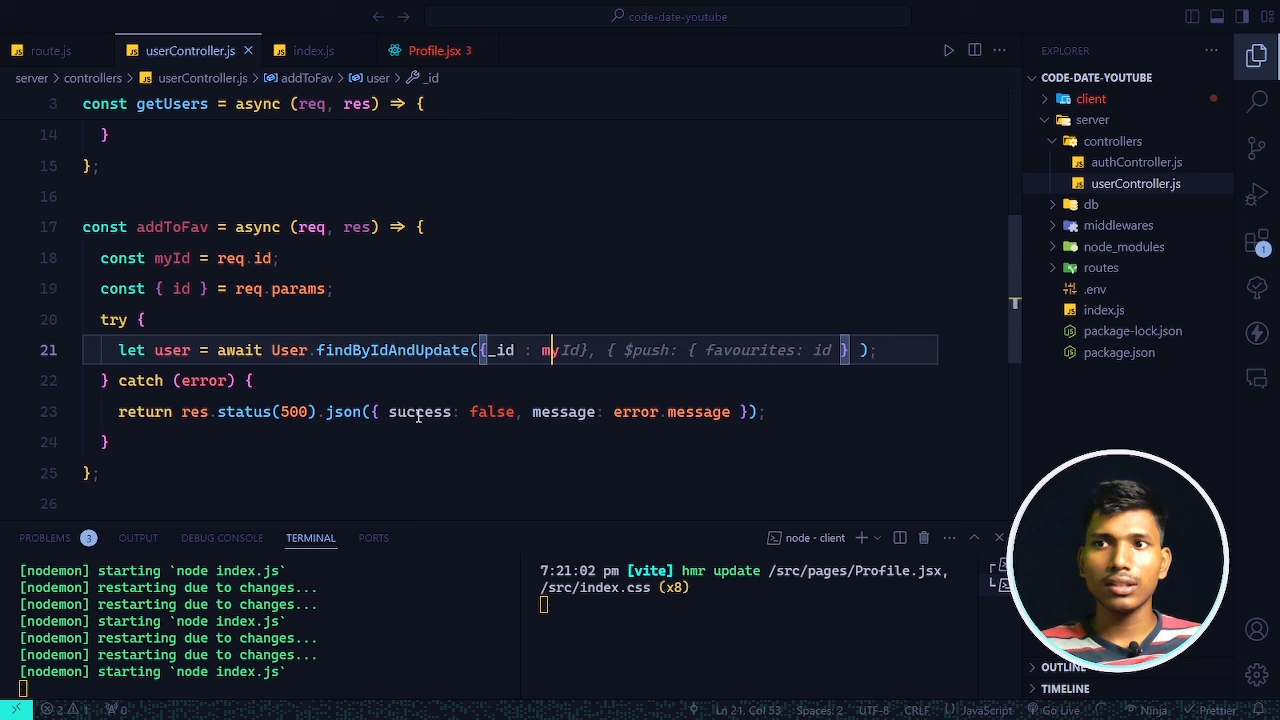 code-date-youtube
route.js
userController.js
index.js
Profile.jsx 3
EXPLORER
server > controllers > userController.js > addToFav > user > _id
3 const getUsers = async (req, res) => {
14 }
15 };
16
17 const addToFav = async (req, res) => {
18 const myId = req.id;
19 const { id } = req.params;
20 try {
21 let user = await User.findByIdAndUpdate({_id : myId}, { $push: { favourites: id } );
22 } catch (error) {
23 return res.status(500).json({ success: false, message: error.message });
24 }
25 };
26
CODE-DATE-YOUTUBE
client
server
controllers
authController.js
userController.js
db
middlewares
node_modules
routes
.env
index.js
package-lock.json
package.json
1
PROBLEMS 3 OUTPUT DEBUG CONSOLE TERMINAL PORTS
node - client
[nodemon] starting `node index.js`
[nodemon] restarting due to changes...
[nodemon] restarting due to changes...
[nodemon] starting `node index.js`
[nodemon] restarting due to changes...
[nodemon] restarting due to changes...
[nodemon] starting `node index.js`
7:21:02 pm [vite] hmr update /src/pages/Profile.jsx,
/src/index.css (x8)
OUTLINE
TIMELINE
2 1 0
Ln 21, Col 53 Spaces: 2 UTF-8 CRLF {} JavaScript Go Live Ninja Prettier